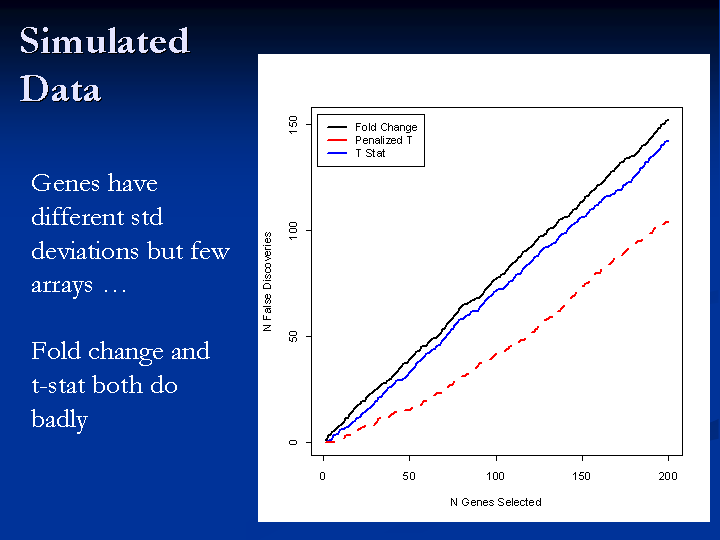 Simulated
Data
Genes have
different std
deviations but few
arrays …
Fold change and
t-stat both do
badly
Fold Change
Penalized T
T Stat
N False Discoveries
150
100
50
0
0 50 100 150 200
N Genes Selected